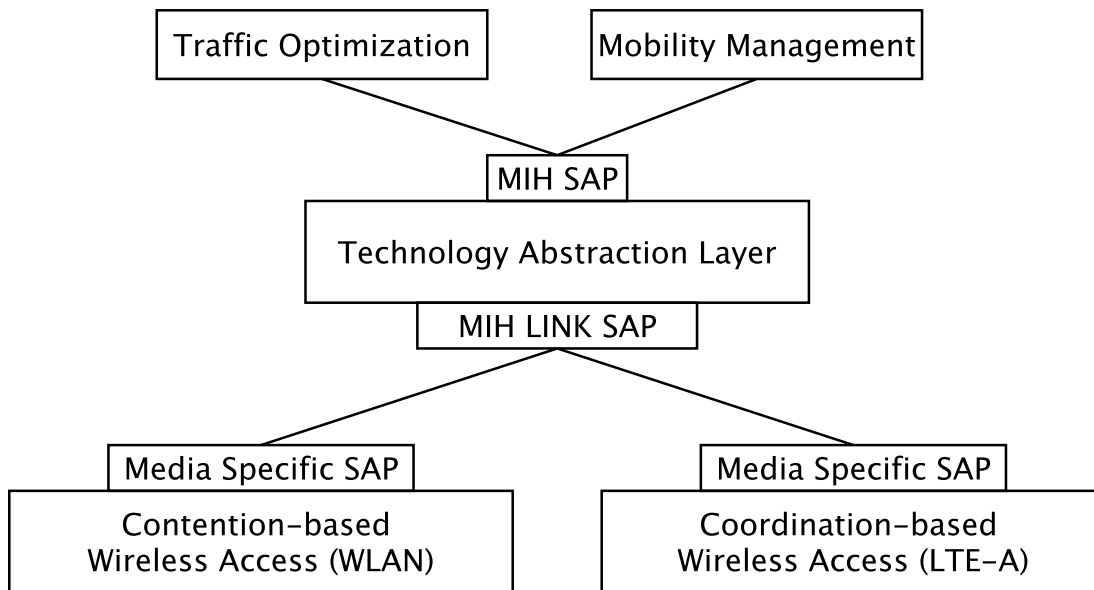 Traffic Optimization
Mobility Management
MIH SAP
Technology Abstraction Layer
MIH LINK SAP
Media Specific SAP
Media Specific SAP
Contention-based
Wireless Access (WLAN)
Coordination-based
Wireless Access (LTE-A)